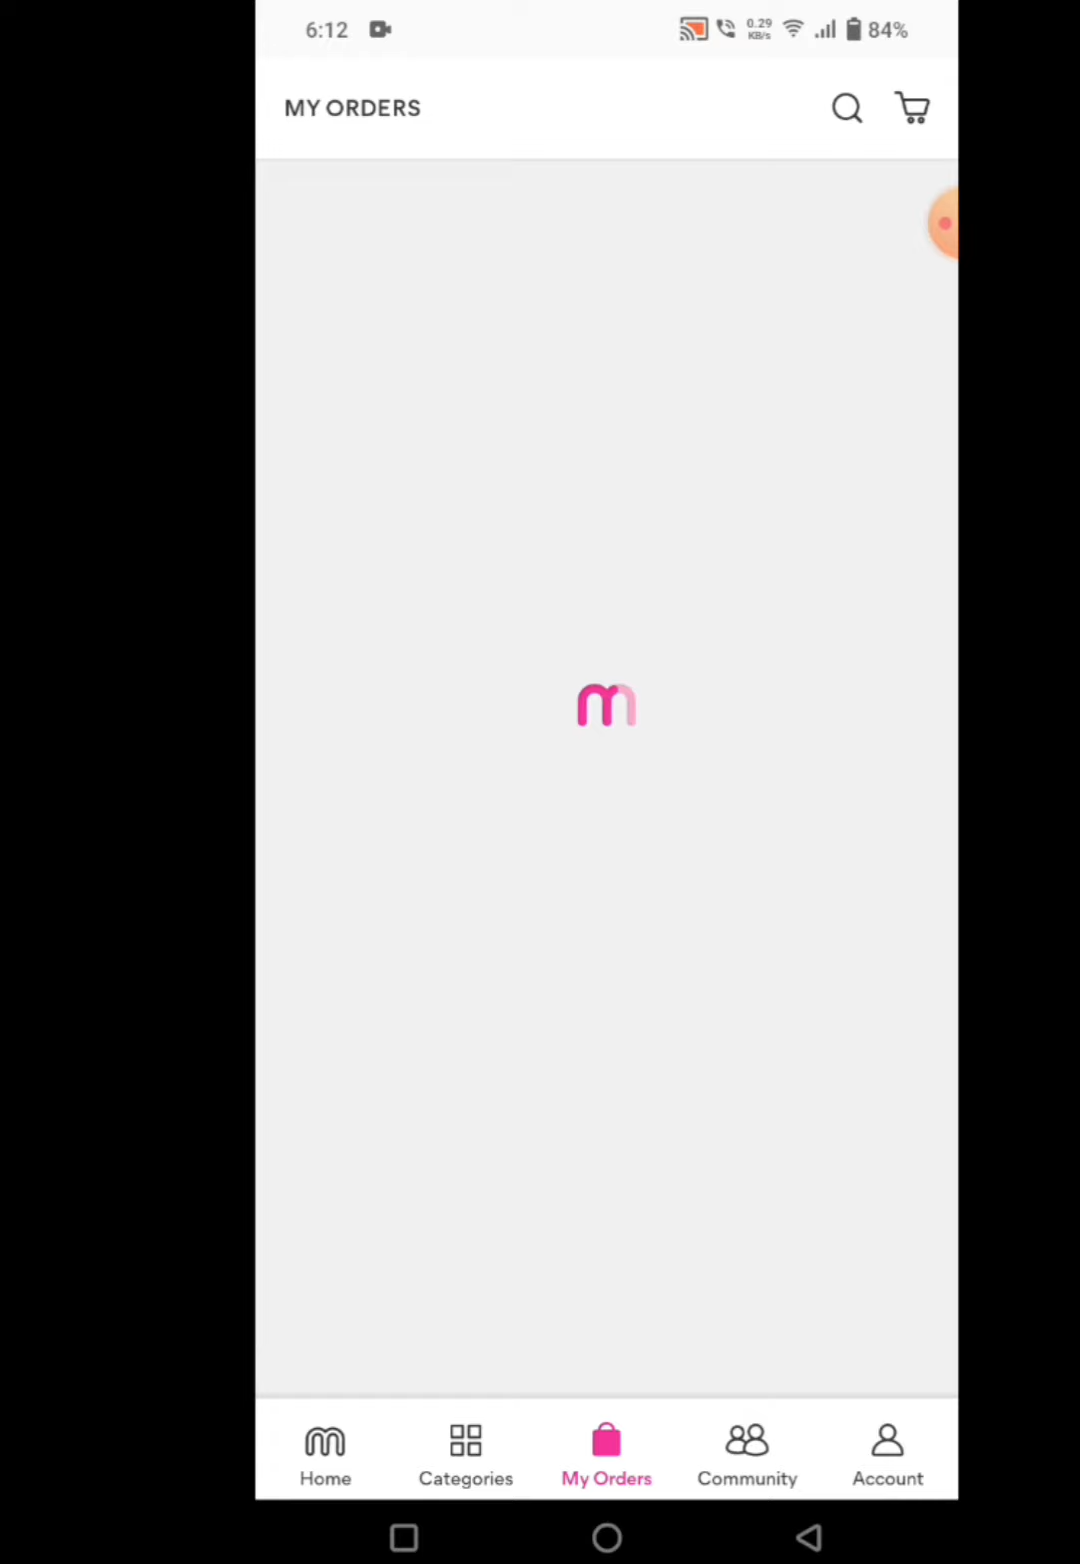 6:12
0.29
KB/s
84%
MY ORDERS
Home
Categories
My Orders
Community
Account